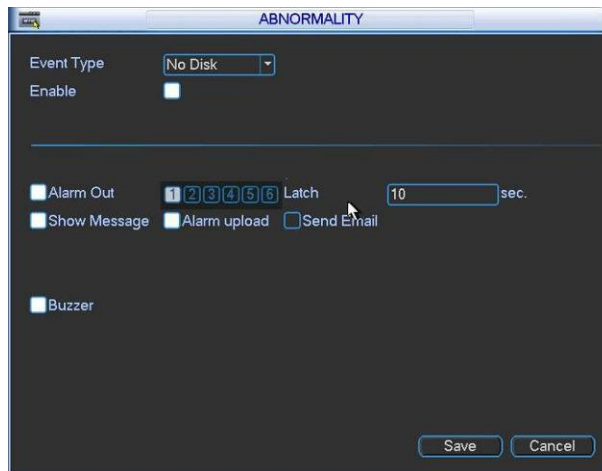 ABNORMALITY
Event Type No Disk
Enable
Alarm Out 1 2 3 4 5 6 Latch 10 sec.
Show Message Alarm upload Send Email
Buzzer
Save Cancel